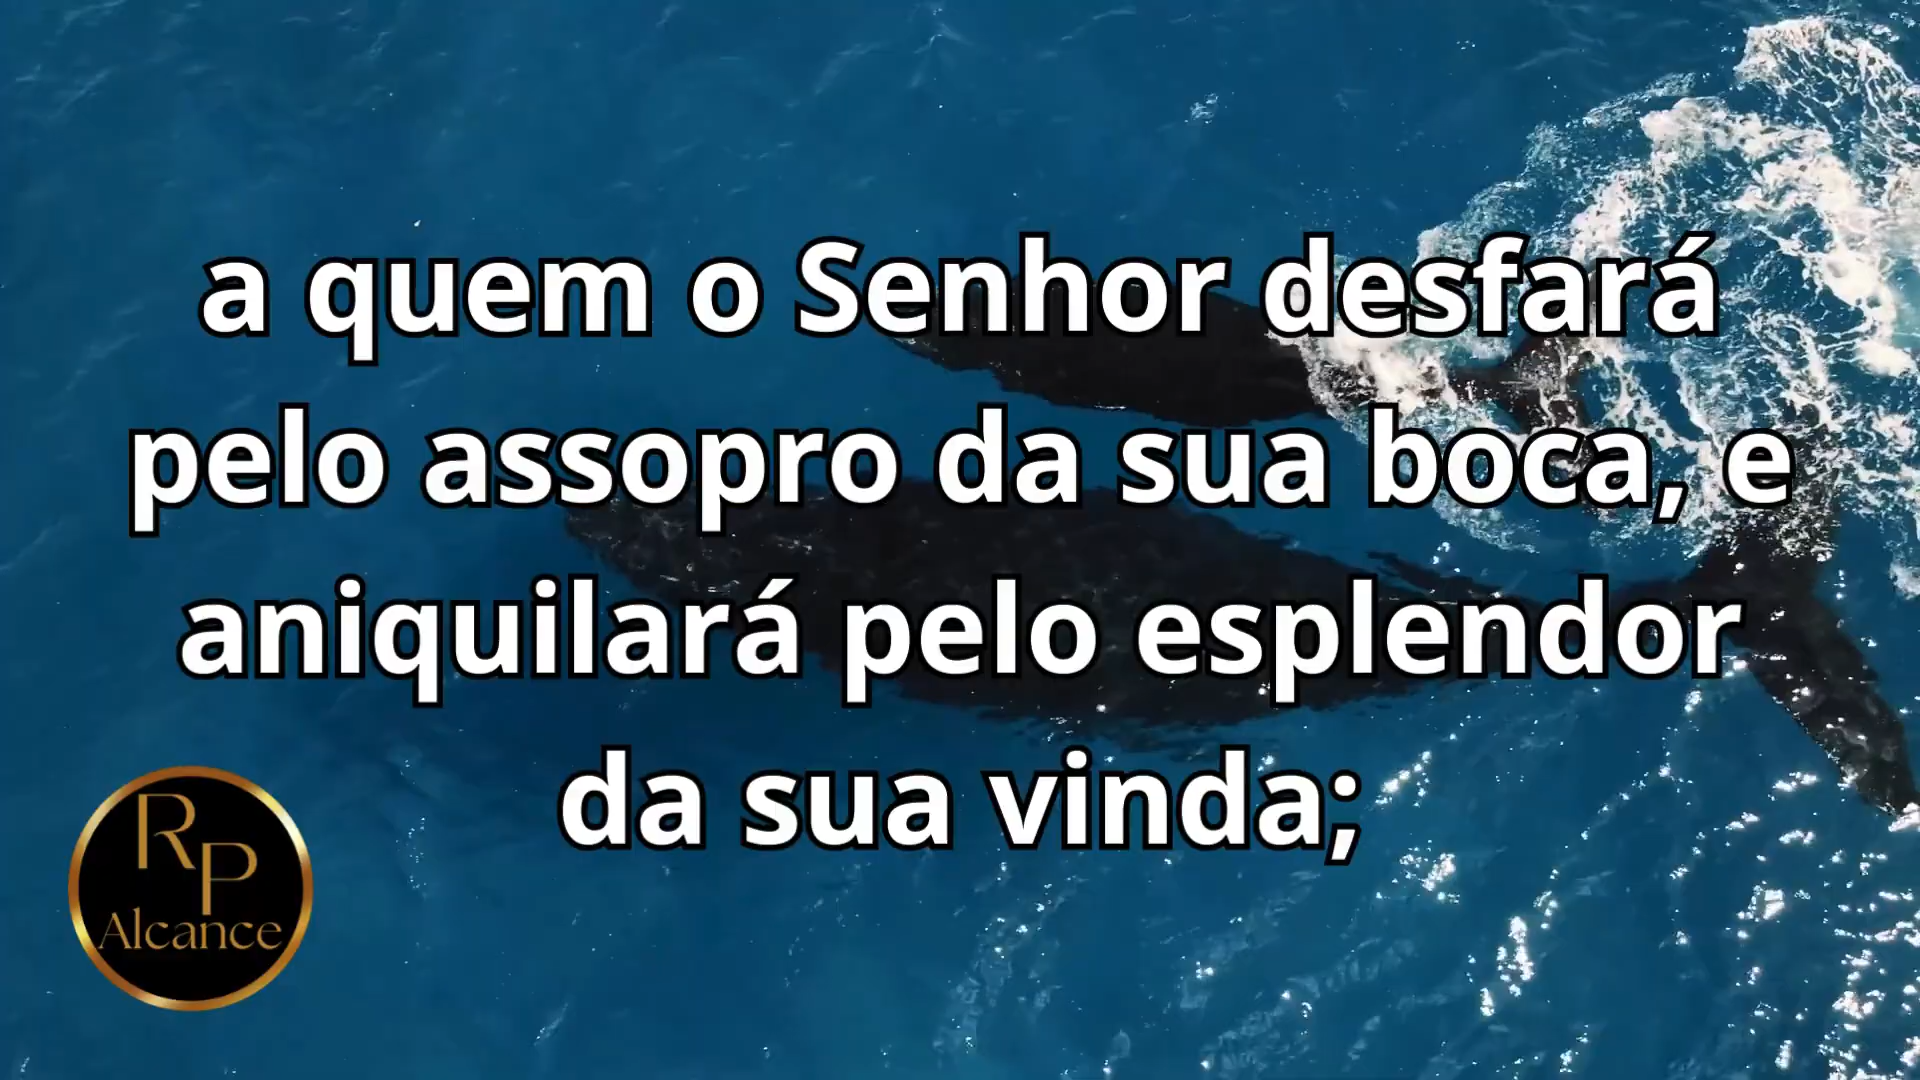 a quem o Senhor desfará
pelo assopro da sua boca, e
aniquilará pelo esplendor
da sua vinda;
RP
Alcance